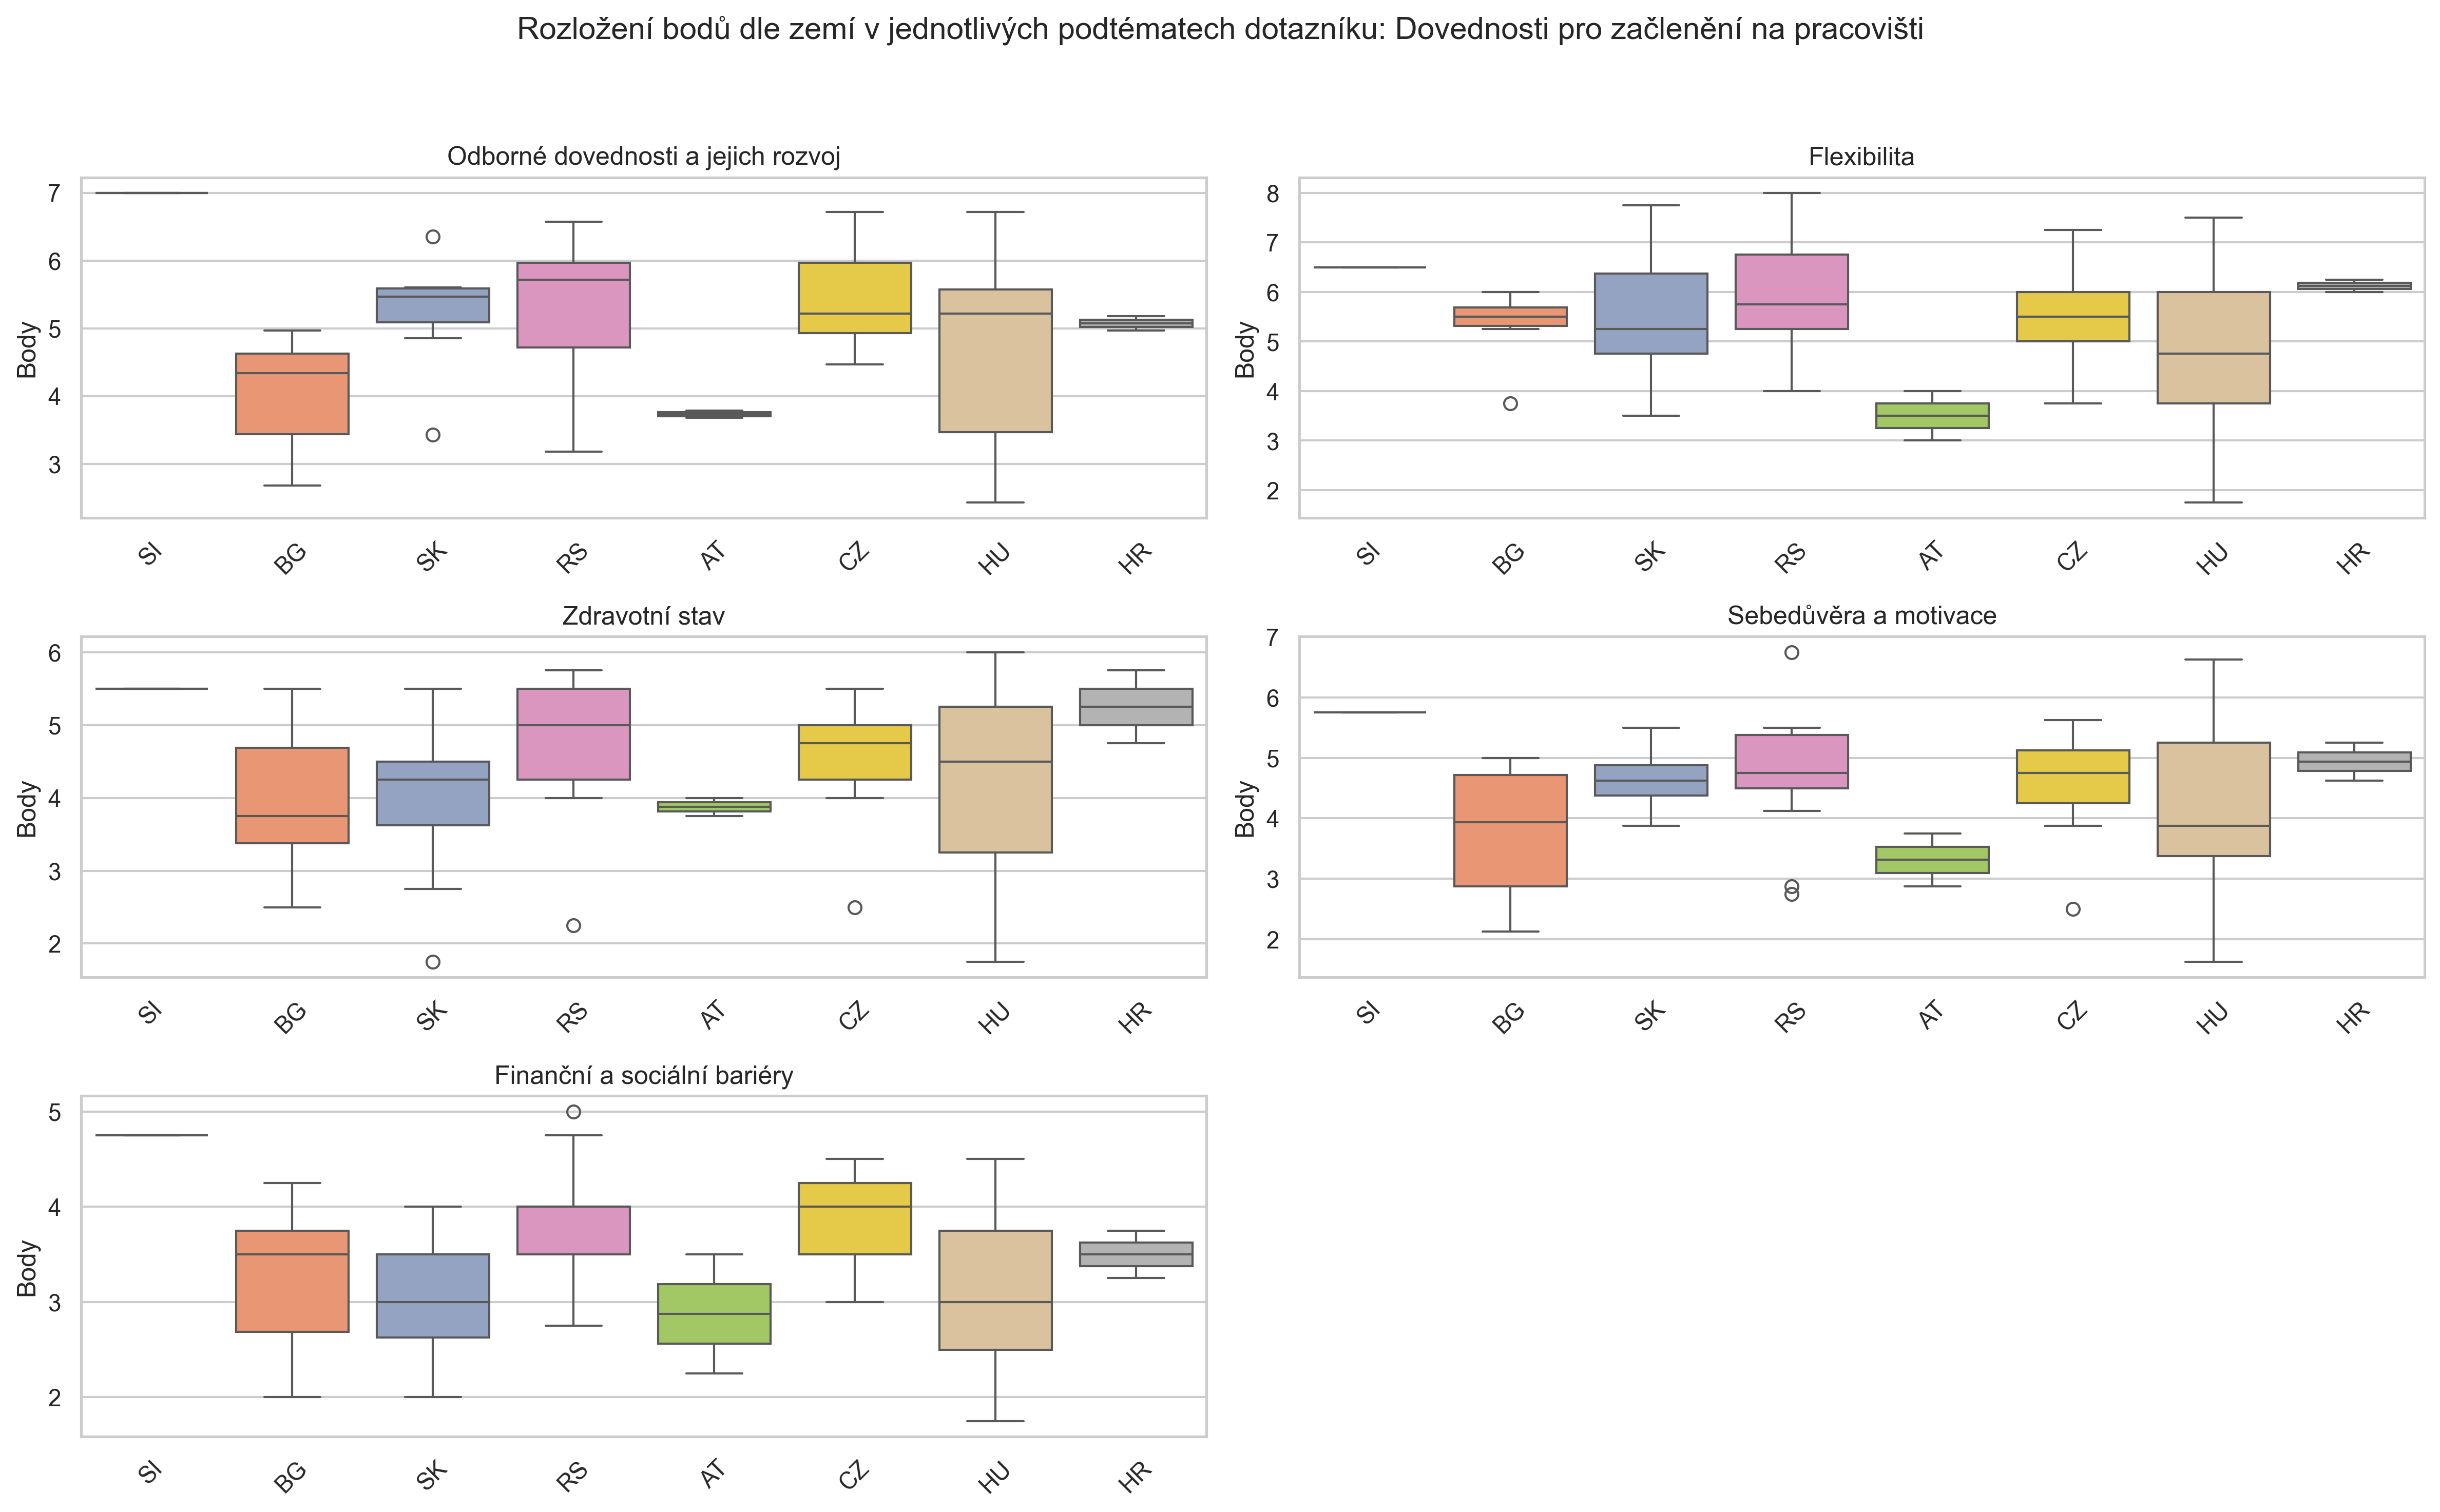 Rozložení bodů dle zemí v jednotlivých podtématech dotazníku: Dovednosti pro začlenění na pracovišti
Odborné dovednosti a jejich rozvoj
Body
7
6
5
4
3
SI BG SK RS AT CZ HU HR
Flexibilita
Body
8
7
6
5
4
3
2
SI BG SK RS AT CZ HU HR
Zdravotní stav
Body
6
5
4
3
2
SI BG SK RS AT CZ HU HR
Sebedůvěra a motivace
Body
7
6
5
4
3
2
SI BG SK RS AT CZ HU HR
Finanční a sociální bariéry
Body
5
4
3
2
SI BG SK RS AT CZ HU HR